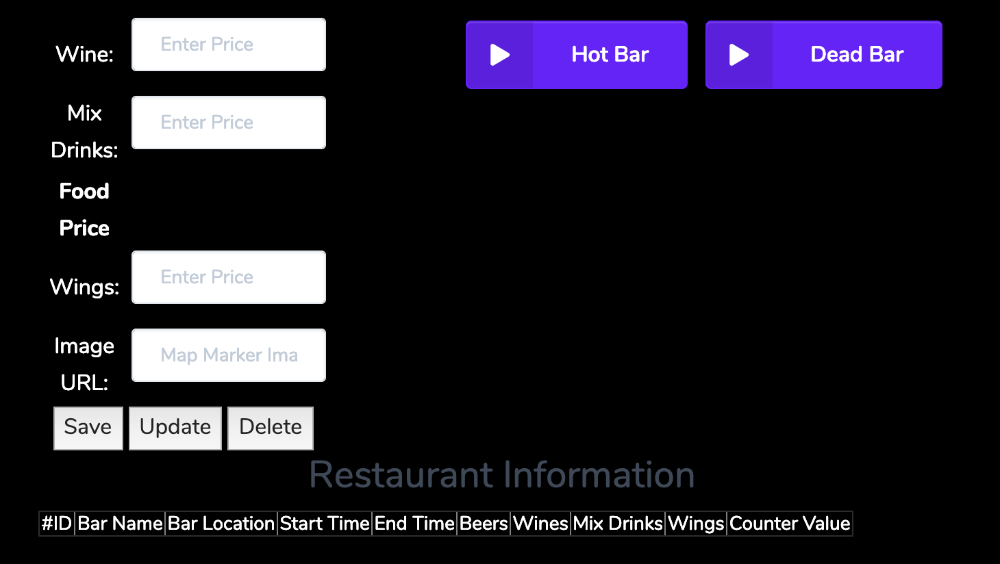 Wine:
Enter Price
Hot Bar
Dead Bar
Mix
Drinks:
Enter Price
Food
Price
Wings:
Enter Price
Image
URL:
Map Marker Ima
Save Update Delete
Restaurant Information
#ID Bar Name Bar Location Start Time End Time Beers Wines Mix Drinks Wings Counter Value